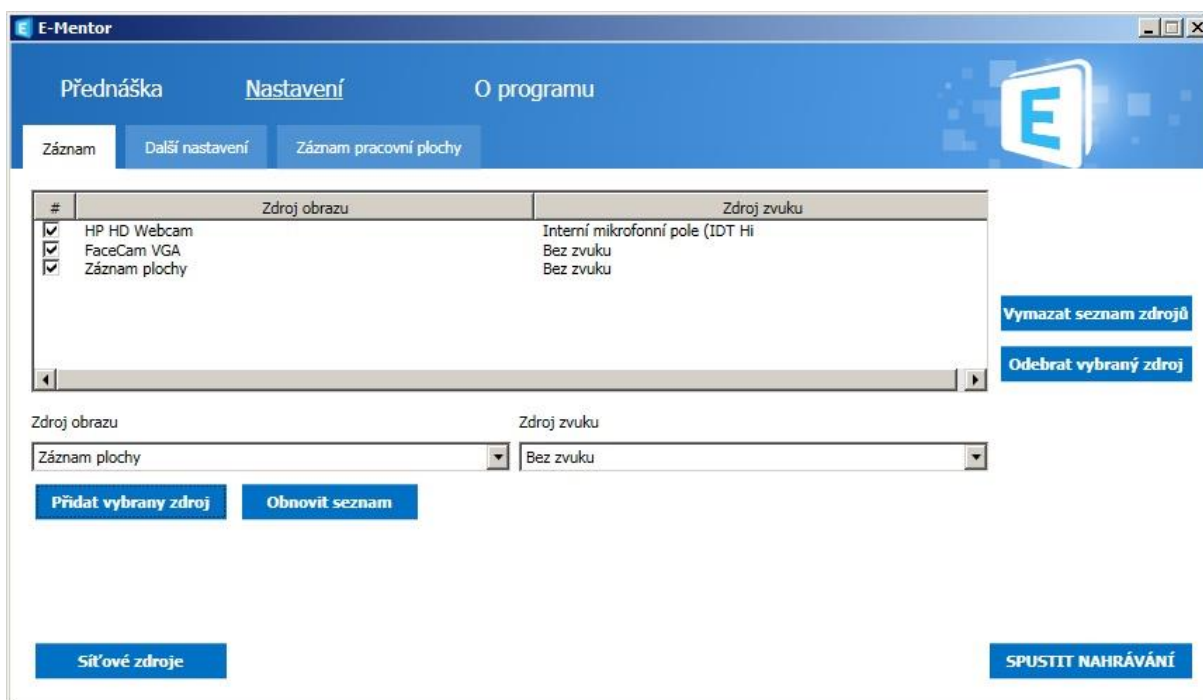 E-Mentor
Přednáška Nastavení O programu
Záznam Další nastavení Záznam pracovní plochy
# Zdroj obrazu Zdroj zvuku
HP HD Webcam Interní mikrofonní pole (IDT Hi
FaceCam VGA Bez zvuku
Záznam plochy Bez zvuku
Vymazat seznam zdrojů
Odebrat vybraný zdroj
Zdroj obrazu Zdroj zvuku
Záznam plochy Bez zvuku
Přidat vybrany zdroj Obnovit seznam
Síťové zdroje SPUSTIT NAHRÁVÁNÍ